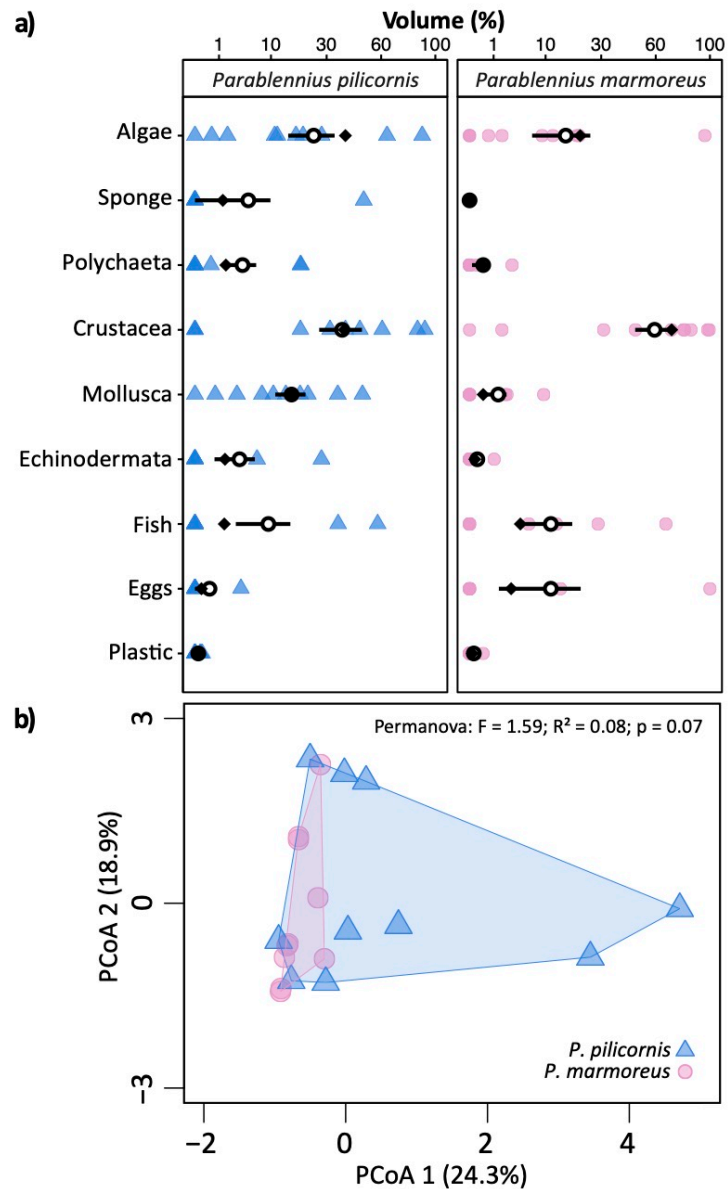 a)
Volume (%)
1 10 30 60 100 1 10 30 60 100
Parablennius pilicornis Parablennius marmoreus
Algae
Sponge
Polychaeta
Crustacea
Mollusca
Echinodermata
Fish
Eggs
Plastic
b)
Permanova: F = 1.59; R² = 0.08; p = 0.07
3
0
−3
PCoA 2 (18.9%)
P. pilicornis
P. marmoreus
−2 0 2 4
PCoA 1 (24.3%)